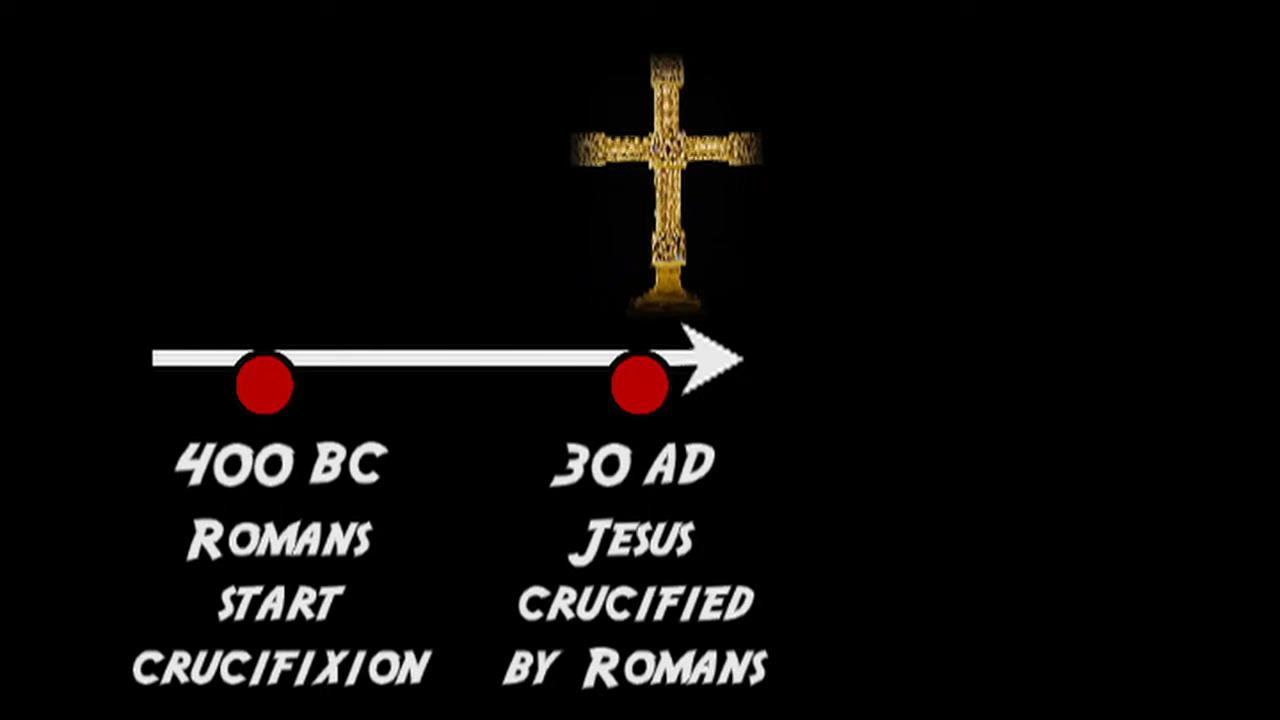 400 BC
Romans
start
crucifixion
30 AD
Jesus
crucified
by Romans